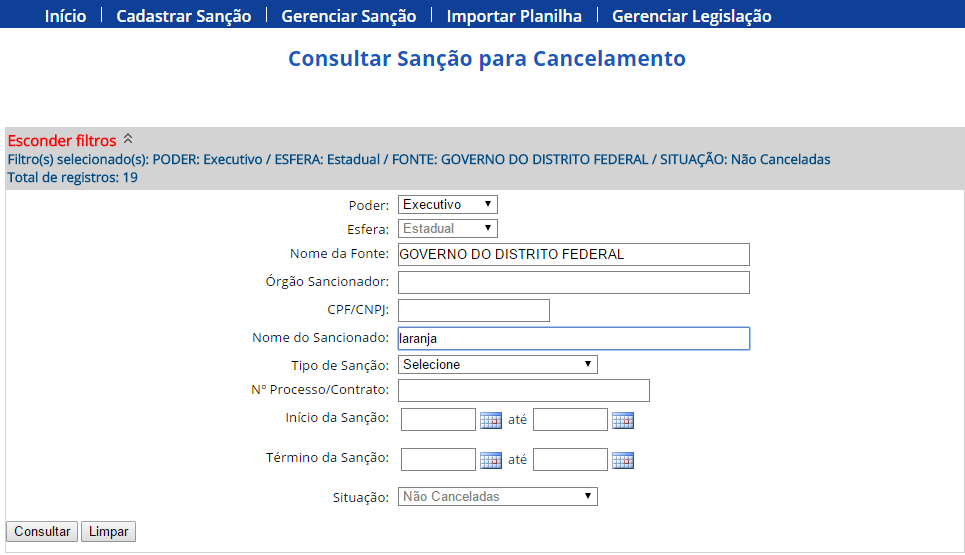 Início Cadastrar Sanção Gerenciar Sanção Importar Planilha Gerenciar Legislação
Consultar Sanção para Cancelamento
Esconder filtros
Filtro(s) selecionado(s): PODER: Executivo / ESFERA: Estadual / FONTE: GOVERNO DO DISTRITO FEDERAL / SITUAÇÃO: Não Canceladas
Total de registros: 19
Poder: Executivo
Esfera: Estadual
Nome da Fonte: GOVERNO DO DISTRITO FEDERAL
Órgão Sancionador:
CPF/CNPJ:
Nome do Sancionado: laranja
Tipo de Sanção: Selecione
Nº Processo/Contrato:
Início da Sanção: até
Término da Sanção: até
Situação: Não Canceladas
Consultar Limpar